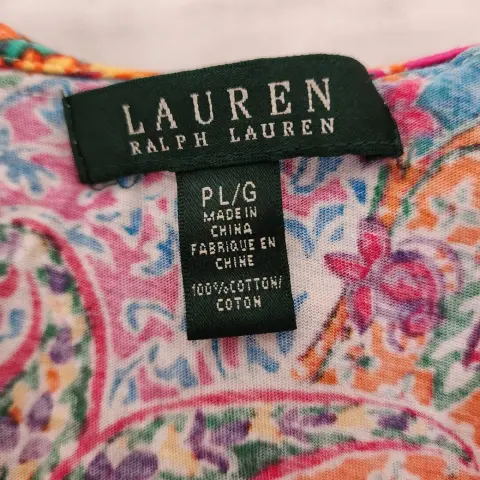 LAUREN
RALPH LAUREN
PL/G
MADE IN
CHINA
FABRIQUE EN
CHINE
100%COTTON/
COTON